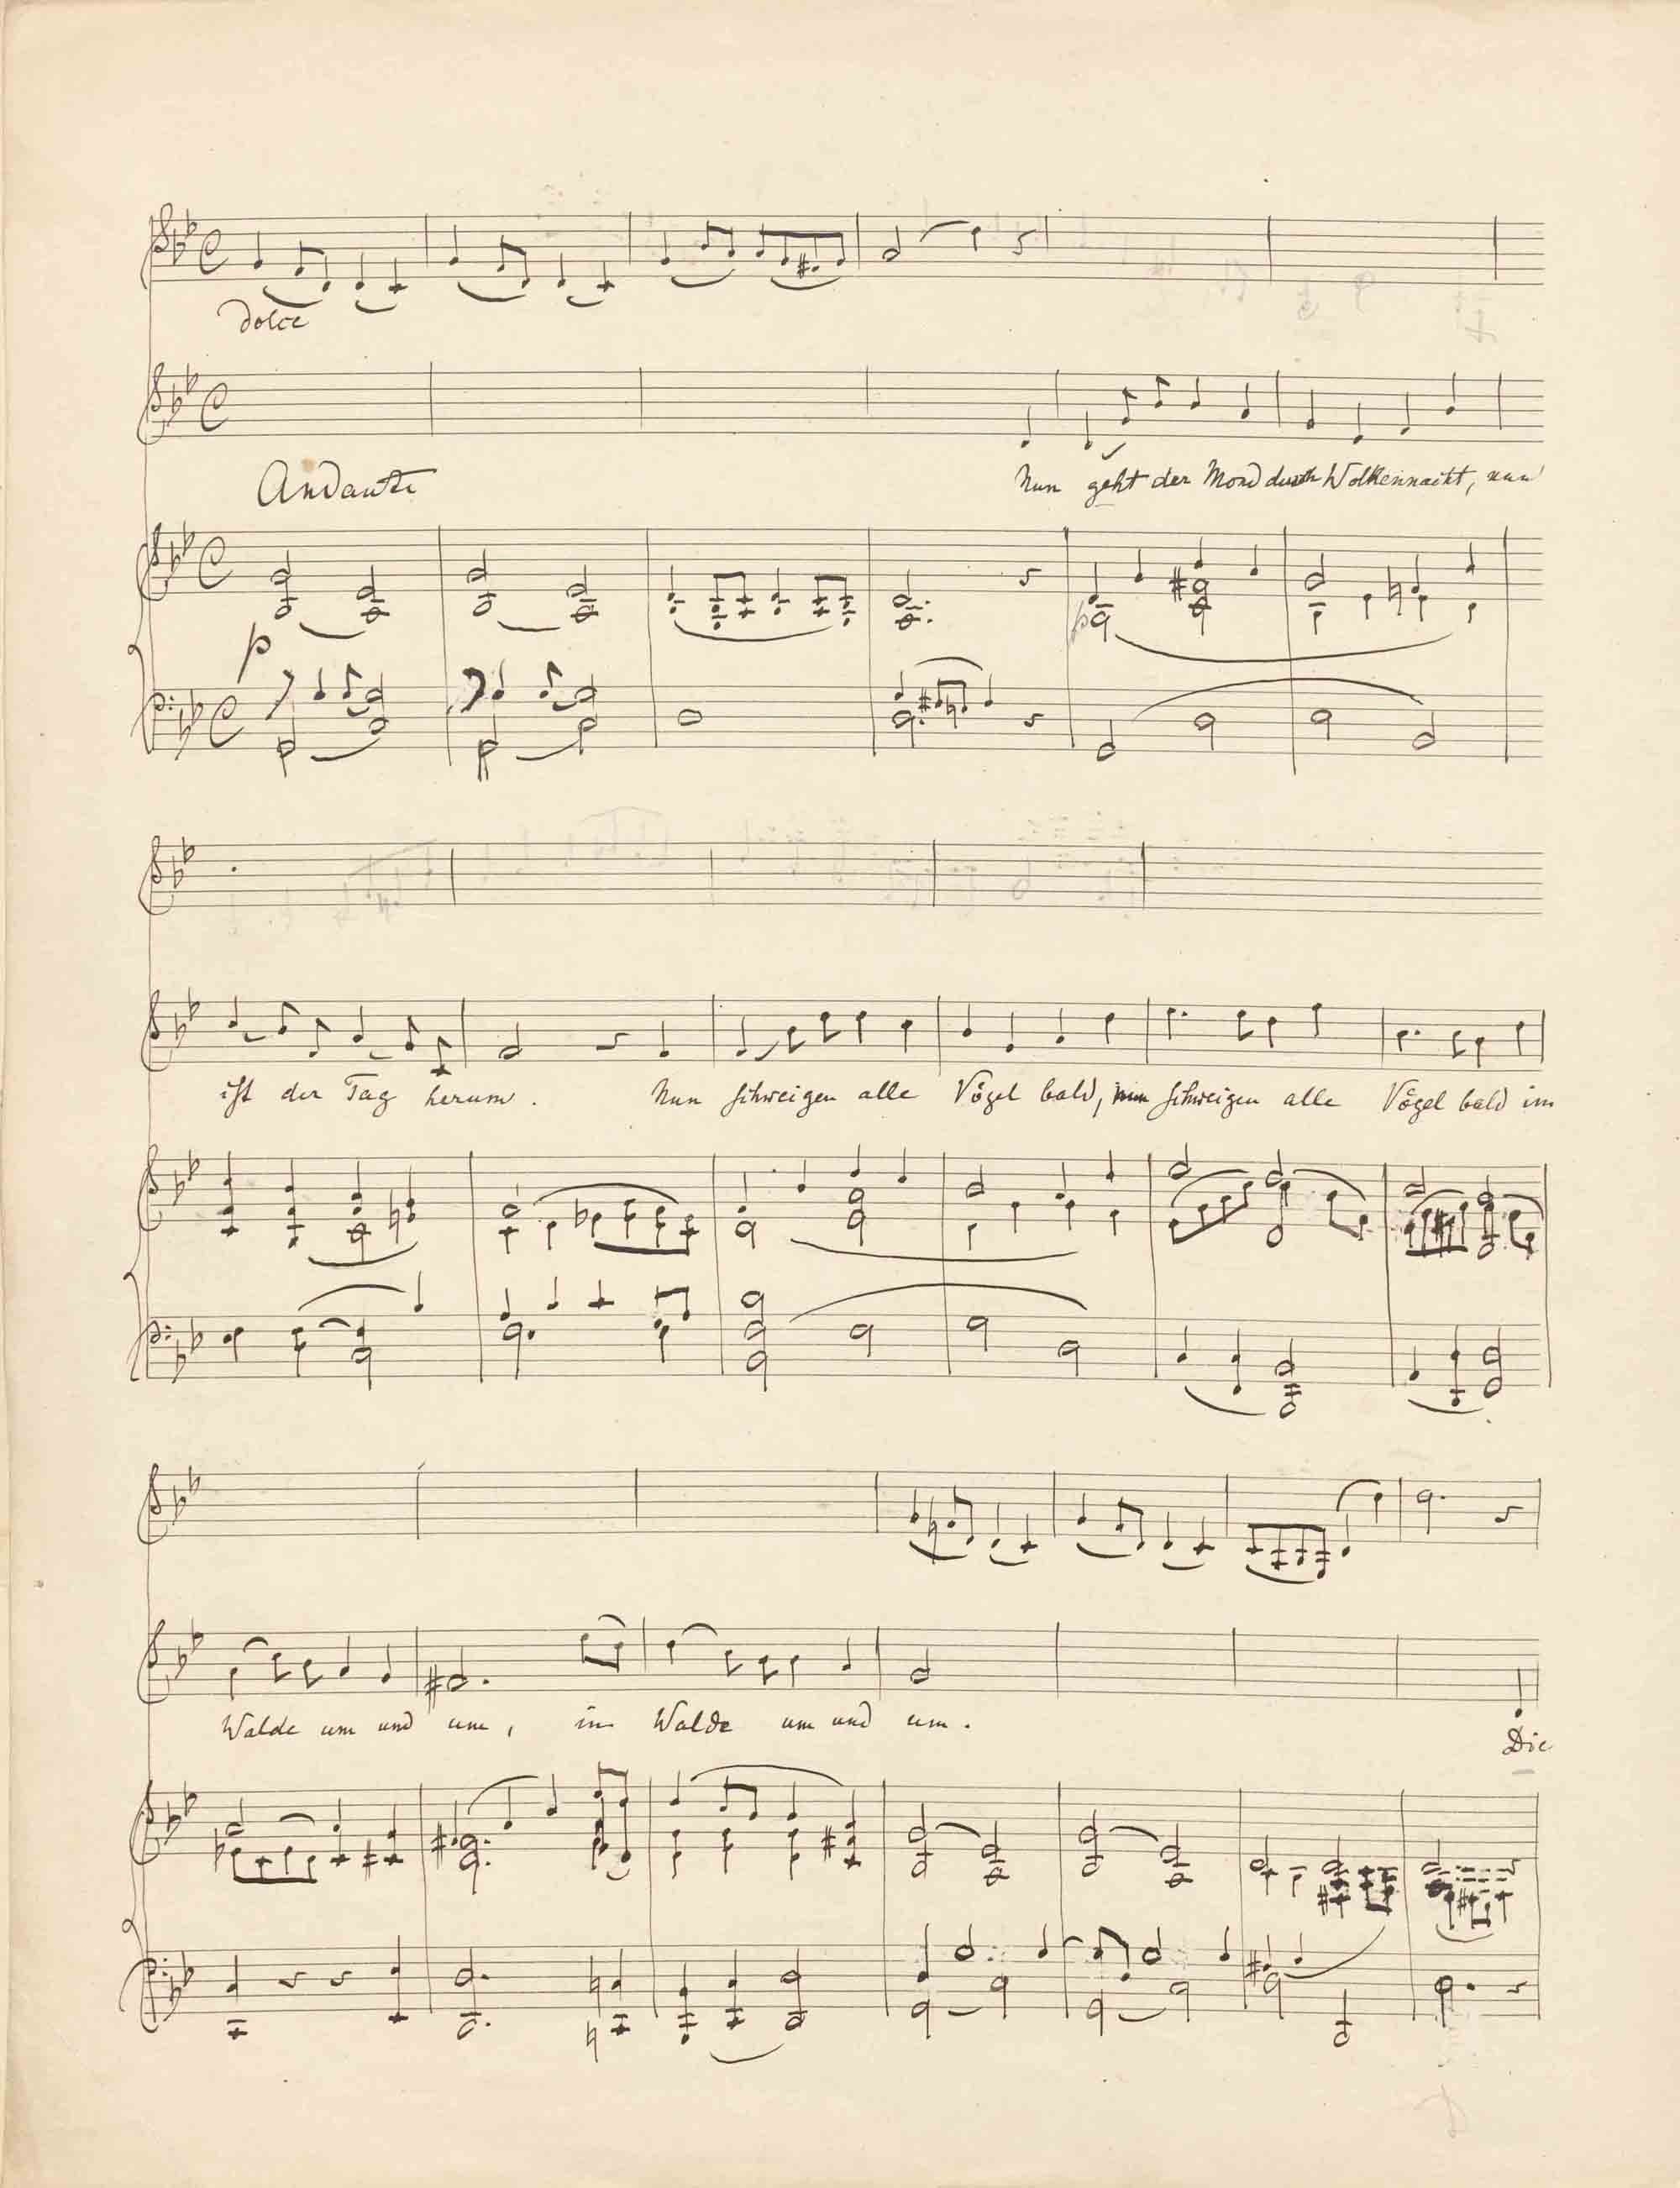 dolce
Andante
Nun geht der Mond durch Wolkennacht, nun
p
p
ist der Tag herum. Nun schweigen alle Vögel bald, nun schweigen alle Vögel bald im
Walde um und um, im Walde um und um. Die